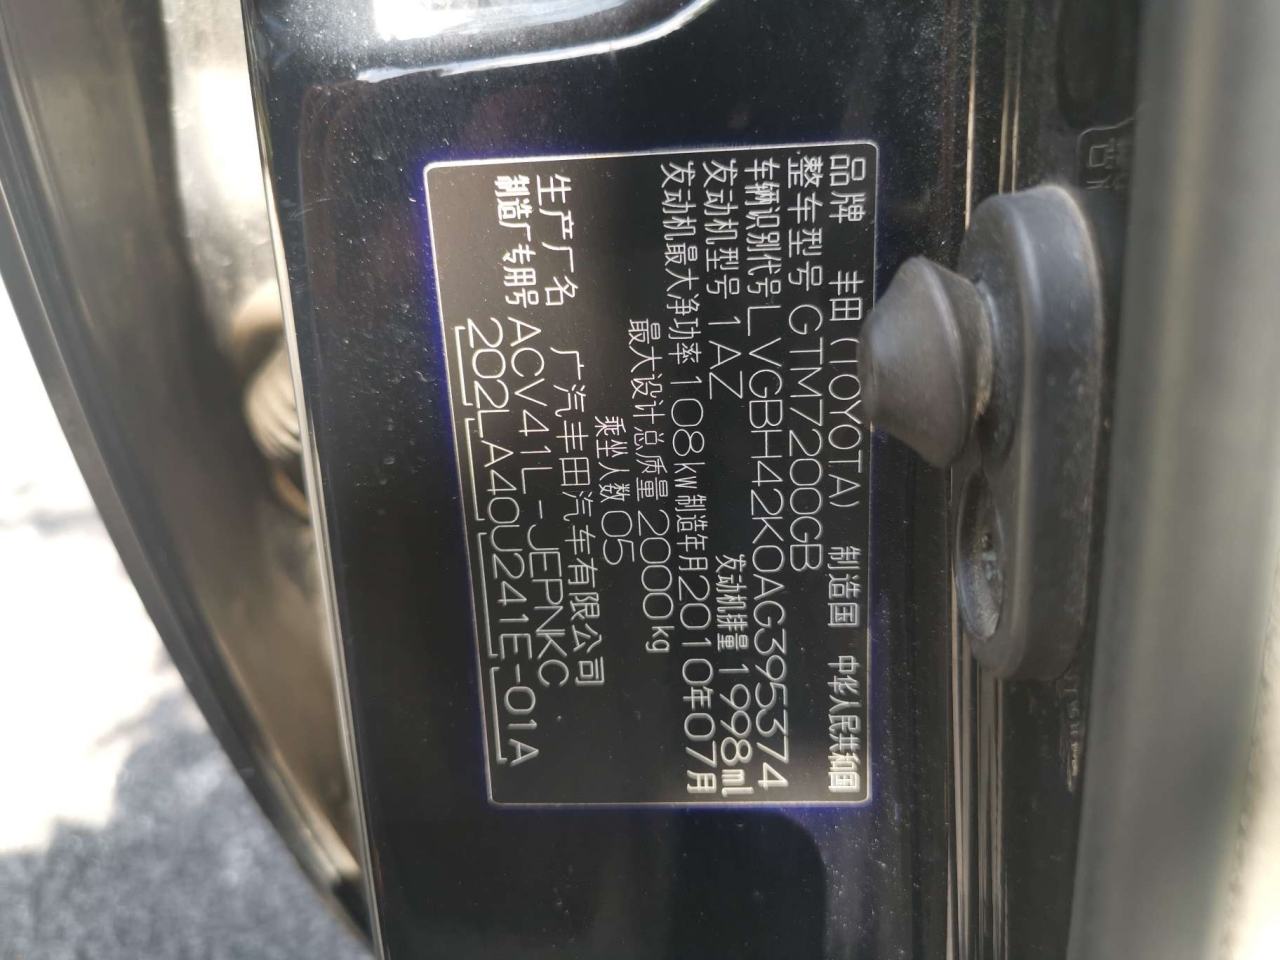 品牌 丰田(TOYOTA) 制造国 中华人民共和国
整车型号 GTM7200GB
车辆识别代号 LVGBH42K0AG395374
发动机型号 1AZ 发动机排量 1998ml
发动机最大净功率 108kw 制造年月 2010年07月
最大设计总质量 2000kg
乘坐人数 05
生产厂名 广汽丰田汽车有限公司
制造厂专用号 ACV41L-JEPNKC
202LA40U241E-01A